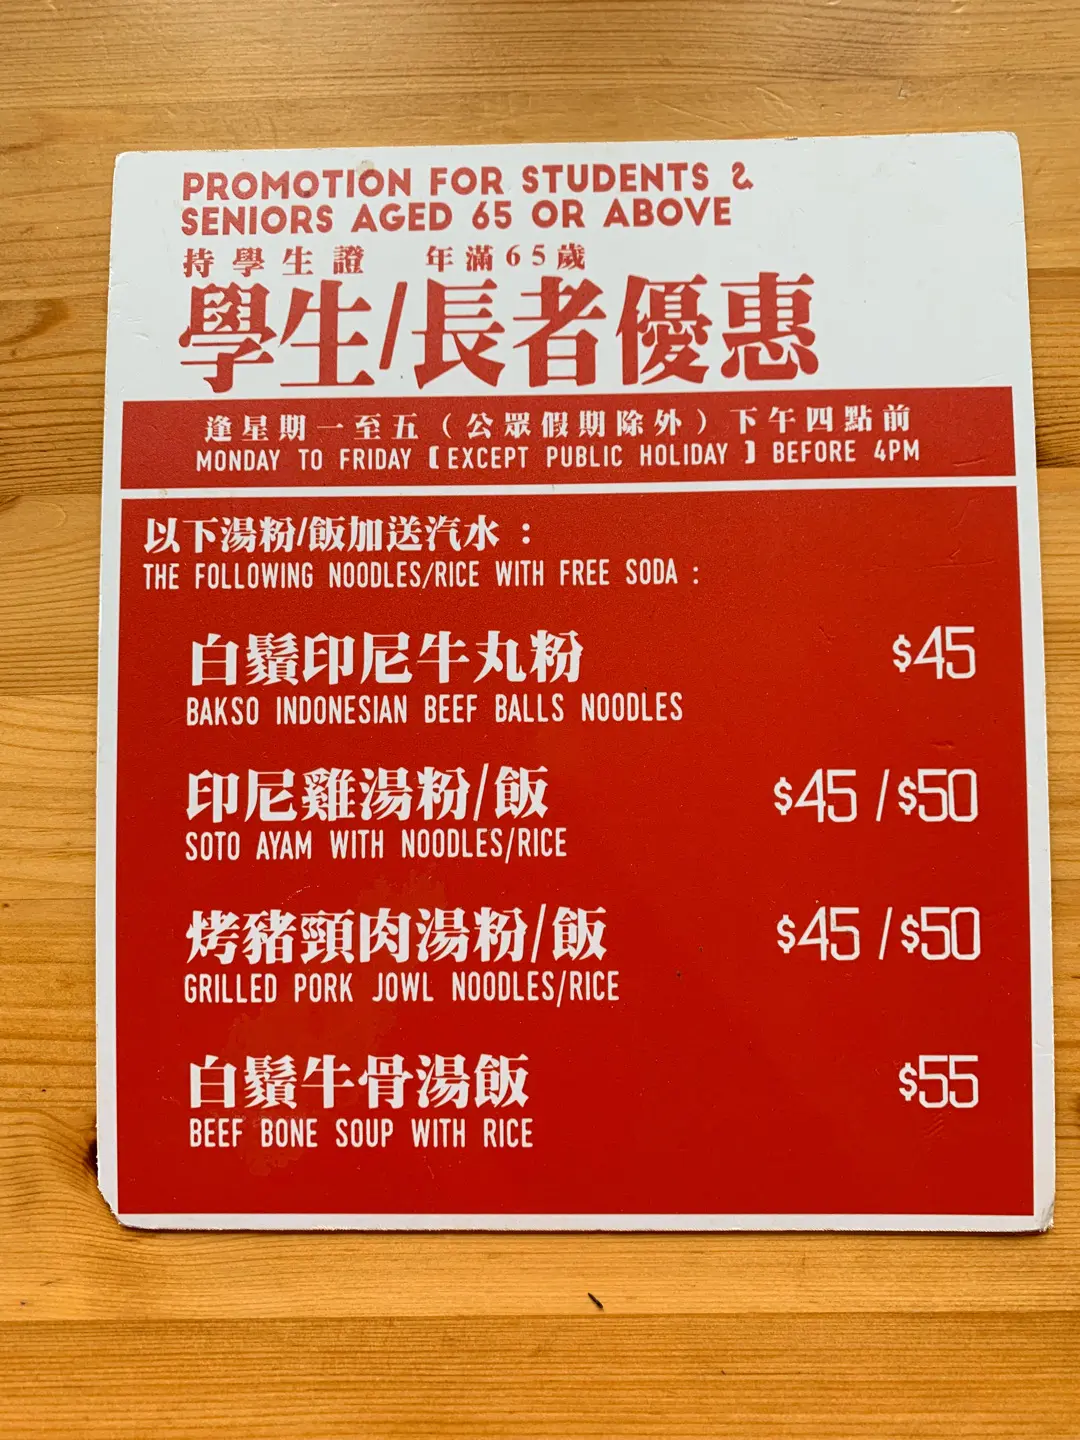 PROMOTION FOR STUDENTS &
SENIORS AGED 65 OR ABOVE
持學生證 年滿65歲
學生/長者優惠
逢星期一至五（公眾假期除外）下午四點前
MONDAY TO FRIDAY [EXCEPT PUBLIC HOLIDAY] BEFORE 4PM
以下湯粉/飯加送汽水：
THE FOLLOWING NOODLES/RICE WITH FREE SODA :
白鬚印尼牛丸粉 $45
BAKSO INDONESIAN BEEF BALLS NOODLES
印尼雞湯粉/飯 $45 / $50
SOTO AYAM WITH NOODLES/RICE
烤豬頸肉湯粉/飯 $45 / $50
GRILLED PORK JOWL NOODLES/RICE
白鬚牛骨湯飯 $55
BEEF BONE SOUP WITH RICE